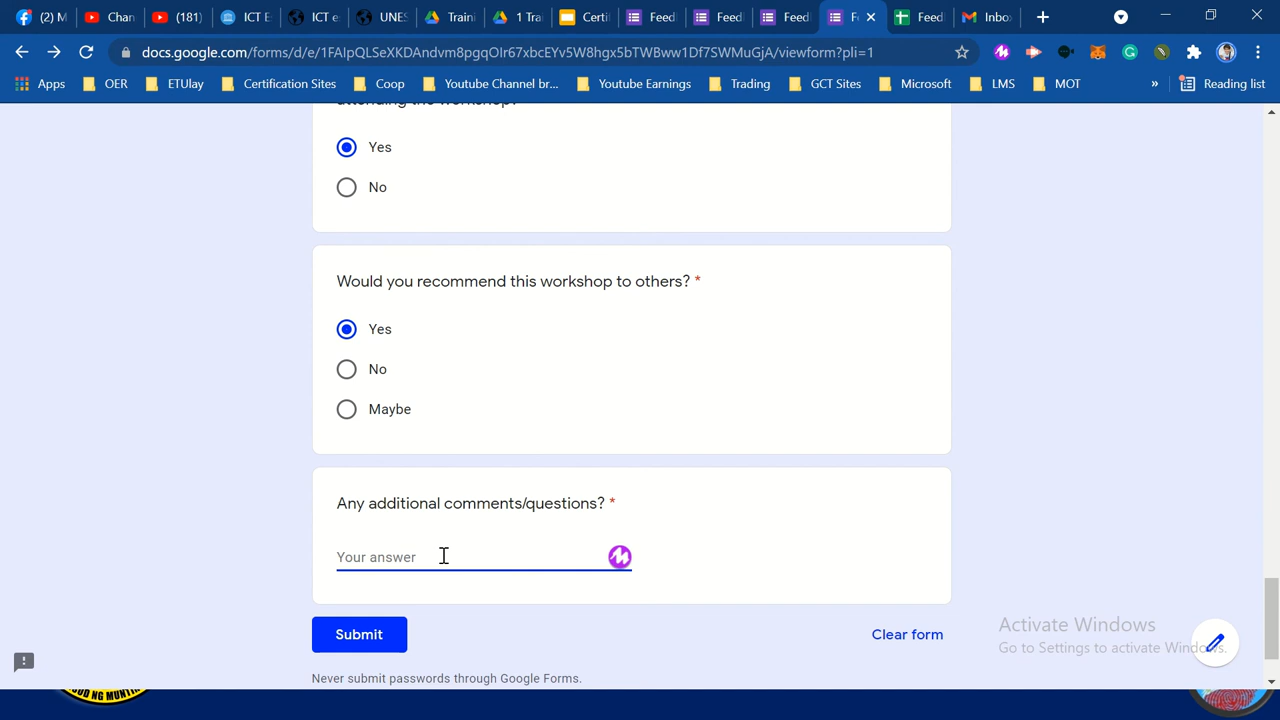 (2) M
Chan
(181)
ICT E
ICT e
UNES
Traini
1 Tra
Certi
Feed
Feed
Feed
Fe
Feed
Inbo
docs.google.com/forms/d/e/1FAIpQLSeXKDAndvm8pgqOIr67xbcEYv5W8hgx5bTWBww1Df7SWMuGjA/viewform?pli=1
Apps
OER
ETUlay
Certification Sites
Coop
Youtube Channel br...
Youtube Earnings
Trading
GCT Sites
Microsoft
LMS
MOT
»
Reading list
attending the workshop?
Yes
No
Would you recommend this workshop to others? *
Yes
No
Maybe
Any additional comments/questions? *
Your answer
Submit
Clear form
Never submit passwords through Google Forms.
Activate Windows
Go to Settings to activate Windows.